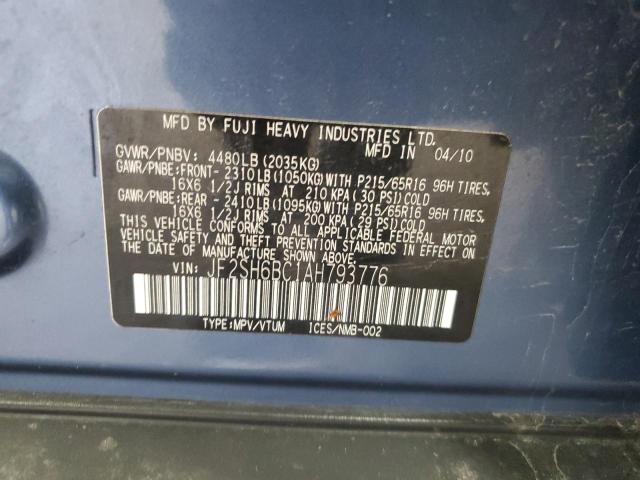 MFD BY FUJI HEAVY INDUSTRIES LTD.
MFD IN 04/10
GVWR/PNBV: 4480LB (2035KG)
GAWR/PNBE:FRONT- 2310LB(1050KG)WITH P215/65R16 96H TIRES,
16X6 1/2J RIMS AT 210 KPA(30 PSI)COLD
GAWR/PNBE:REAR - 2410LB(1095KG)WITH P215/65R16 96H TIRES,
16X6 1/2J RIMS AT 200 KPA(29 PSI)COLD
THIS VEHICLE CONFORMS TO ALL APPLICABLE FEDERAL MOTOR
VEHICLE SAFETY AND THEFT PREVENTION STANDARDS IN EFFECT ON
THE DATE OF MANUFACTURE SHOWN ABOVE.
VIN: JF2SH6BC1AH793776
TYPE:MPV/VTUM ICES/NMB-002